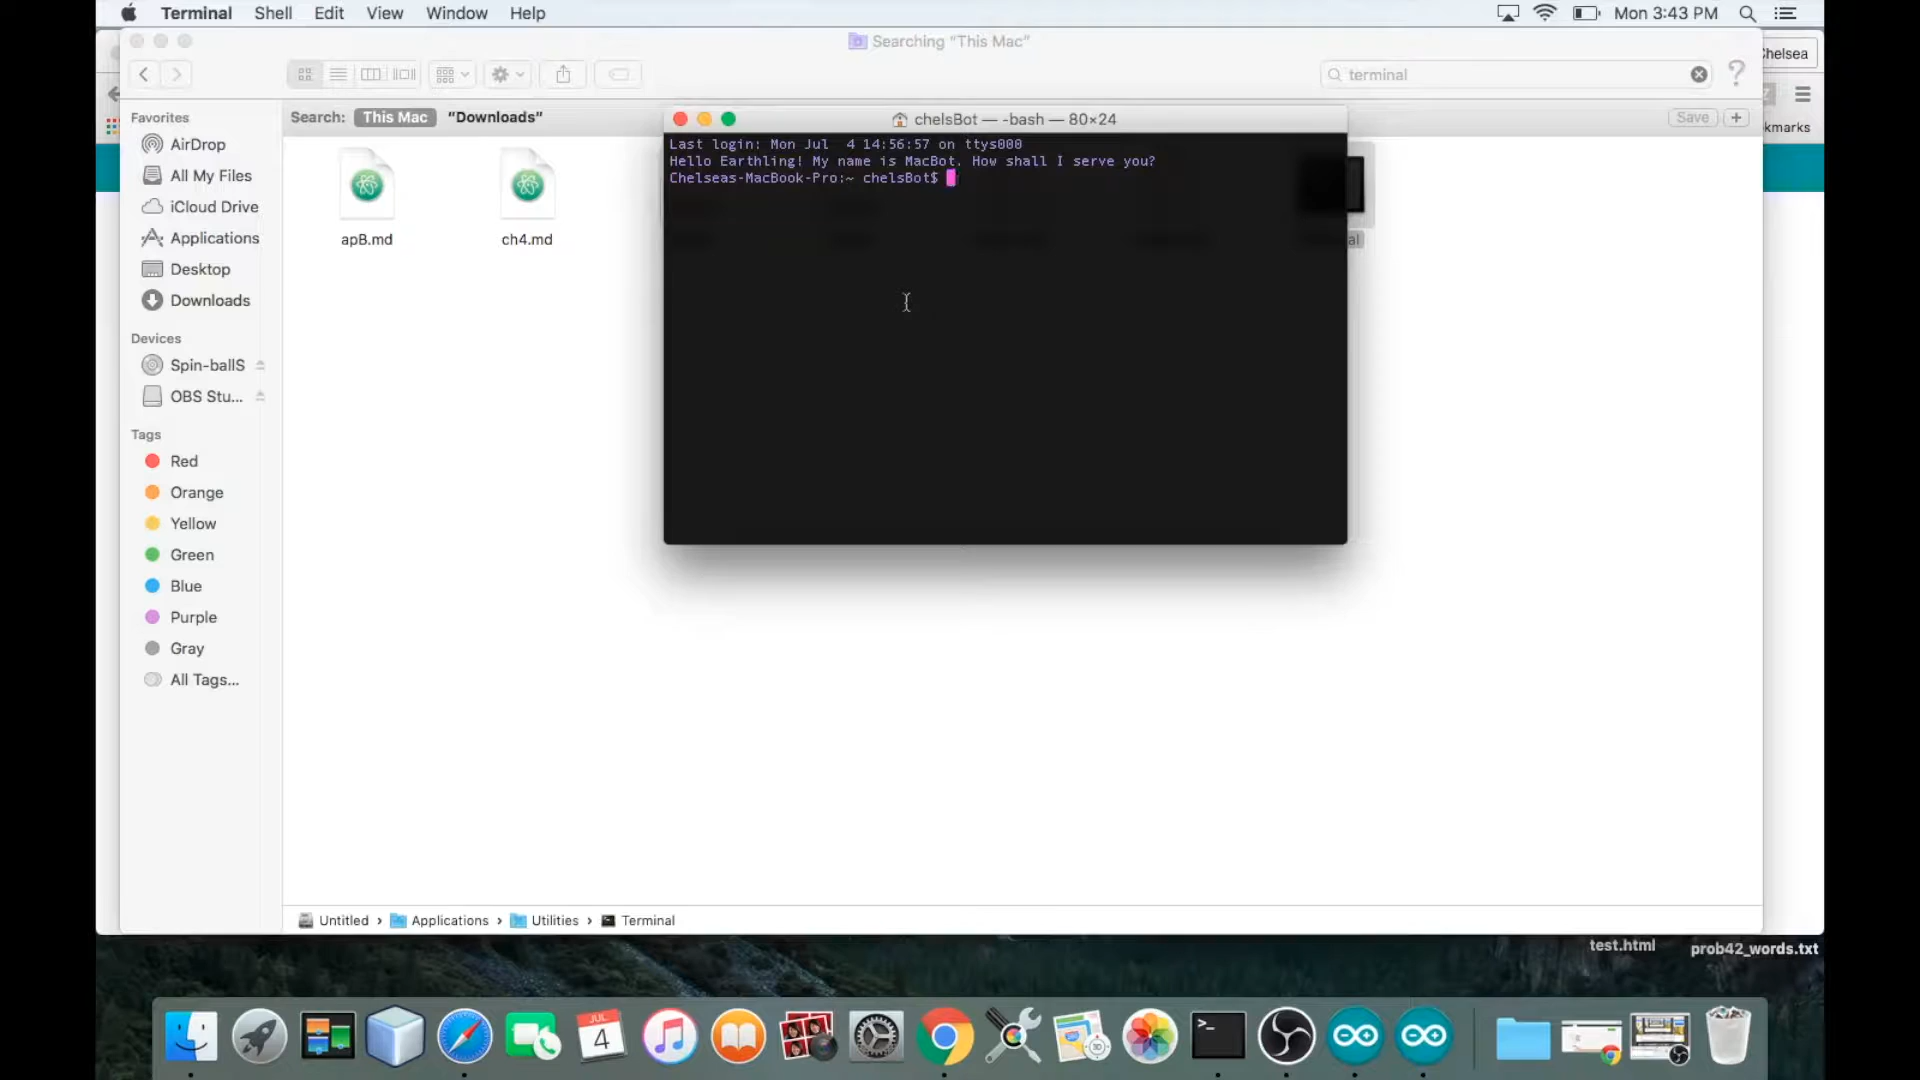 Terminal Shell Edit View Window Help
Mon 3:43 PM
Searching "This Mac"
Chelsea
terminal
Search: This Mac "Downloads"
Save +
kmarks
Favorites
AirDrop
All My Files
iCloud Drive
Applications
Desktop
Downloads
Devices
Spin-ballS
OBS Stu...
Tags
Red
Orange
Yellow
Green
Blue
Purple
Gray
All Tags...
apB.md
ch4.md
chelsBot — -bash — 80×24
Last login: Mon Jul  4 14:56:57 on ttys000
Hello Earthling! My name is MacBot. How shall I serve you?
Chelseas-MacBook-Pro:~ chelsBot$
al
Untitled › Applications › Utilities › Terminal
test.html
prob42_words.txt
JUL
4
>_